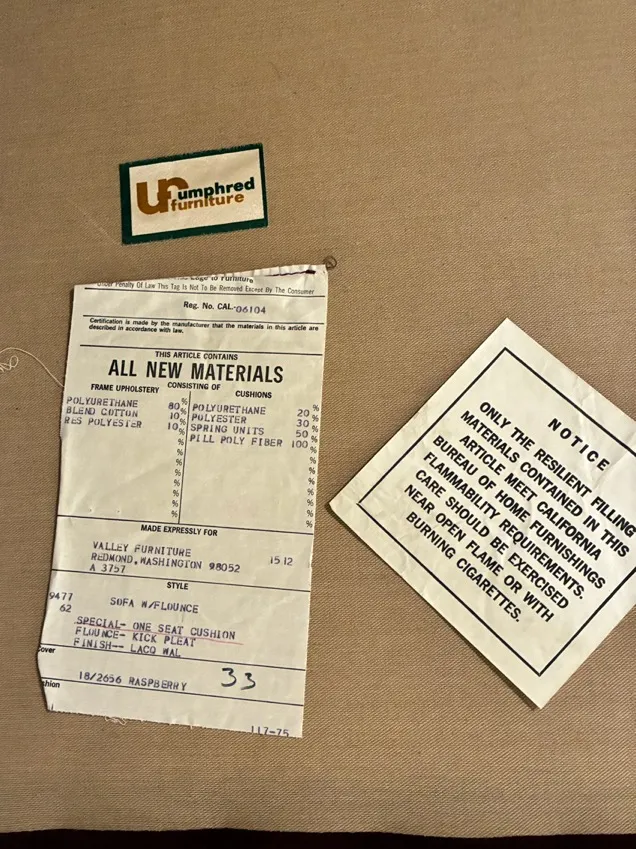 umphred
furniture
Under Penalty Of Law This Tag Is Not To Be Removed Except By The Consumer
Reg. No. CAL-06104
Certification is made by the manufacturer that the materials in this article are
described in accordance with law.
THIS ARTICLE CONTAINS
ALL NEW MATERIALS
CONSISTING OF
FRAME UPHOLSTERY
POLYURETHANE 80%
BLEND COTTON 10%
RES POLYESTER 10%
%
%
%
%
%
%
%
CUSHIONS
POLYURETHANE 20%
POLYESTER 30%
SPRING UNITS 50%
PILL POLY FIBER 100%
%
%
%
%
%
%
%
MADE EXPRESSLY FOR
VALLEY FURNITURE
REDMOND,WASHINGTON 98052 1512
A 3757
STYLE
9477 SOFA W/FLOUNCE
62
SPECIAL- ONE SEAT CUSHION
FLOUNCE- KICK PLEAT
FINISH-- LACQ WAL
18/2656 RASPBERRY 33
117-75
NOTICE
ONLY THE RESILIENT FILLING
MATERIALS CONTAINED IN THIS
ARTICLE MEET CALIFORNIA
BUREAU OF HOME FURNISHINGS
FLAMMABILITY REQUIREMENTS.
CARE SHOULD BE EXERCISED
NEAR OPEN FLAME OR WITH
BURNING CIGARETTES.